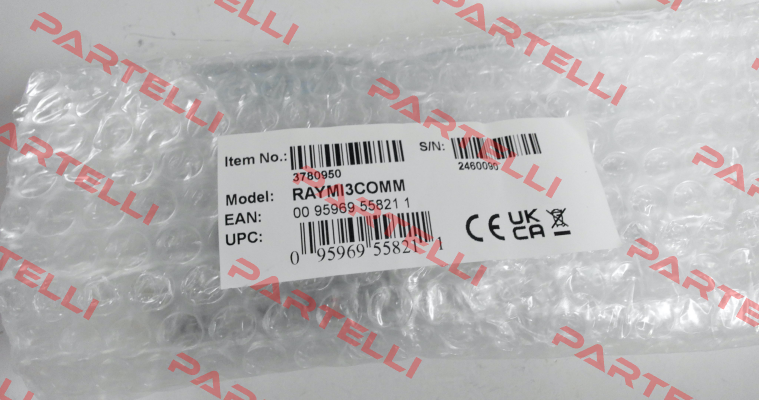 Item No.:
3780950
S/N:
2460090
Model: RAYMI3COMM
EAN: 00 95969 55821 1
UPC:
0 95969 55821 1
CE UK CA
PARTELLI
PARTELLI
PARTELLI
PARTELLI
PARTELLI
PARTELLI
PARTELLI
PARTELLI
PARTELLI
PARTELLI